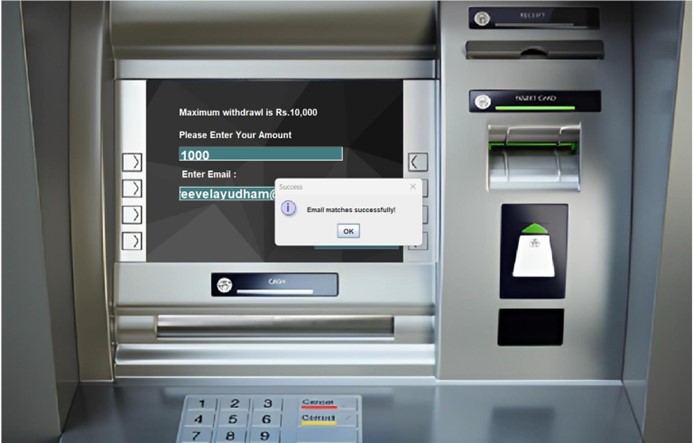 RECEIPT
Maximum withdrawl is Rs.10,000
INSERT CARD
Please Enter Your Amount
1000
Enter Email :
eevelayudham@
Success
Email matches successfully!
OK
CASH
1 2 3 Cancel
4 5 6
7 8 9